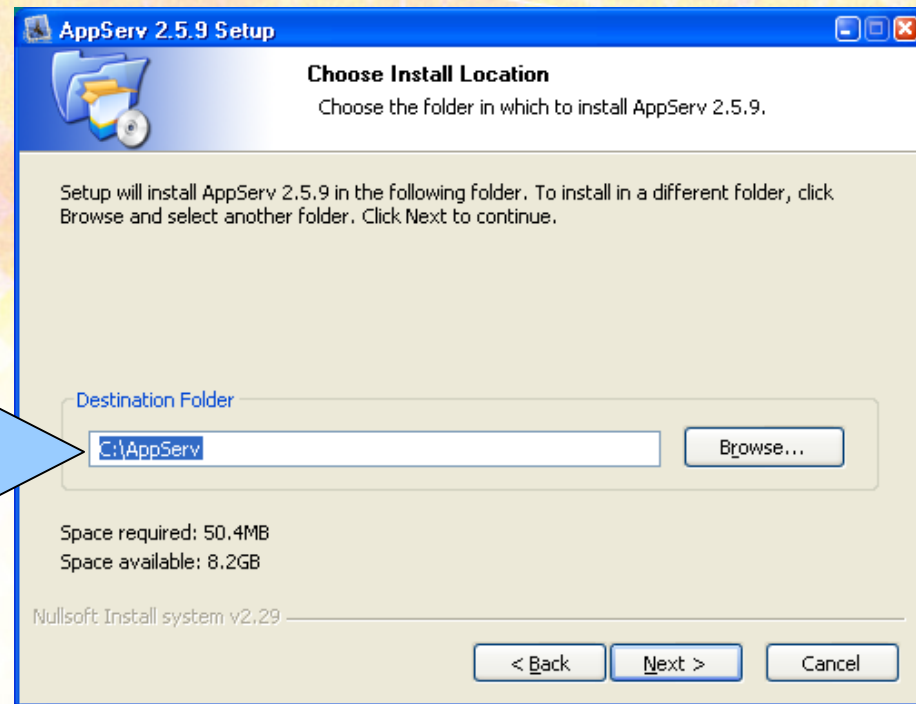 AppServ 2.5.9 Setup
Choose Install Location
Choose the folder in which to install AppServ 2.5.9.
Setup will install AppServ 2.5.9 in the following folder. To install in a different folder, click
Browse and select another folder. Click Next to continue.
Destination Folder
C:\AppServ
Browse...
Space required: 50.4MB
Space available: 8.2GB
Nullsoft Install system v2.29
< Back
Next >
Cancel